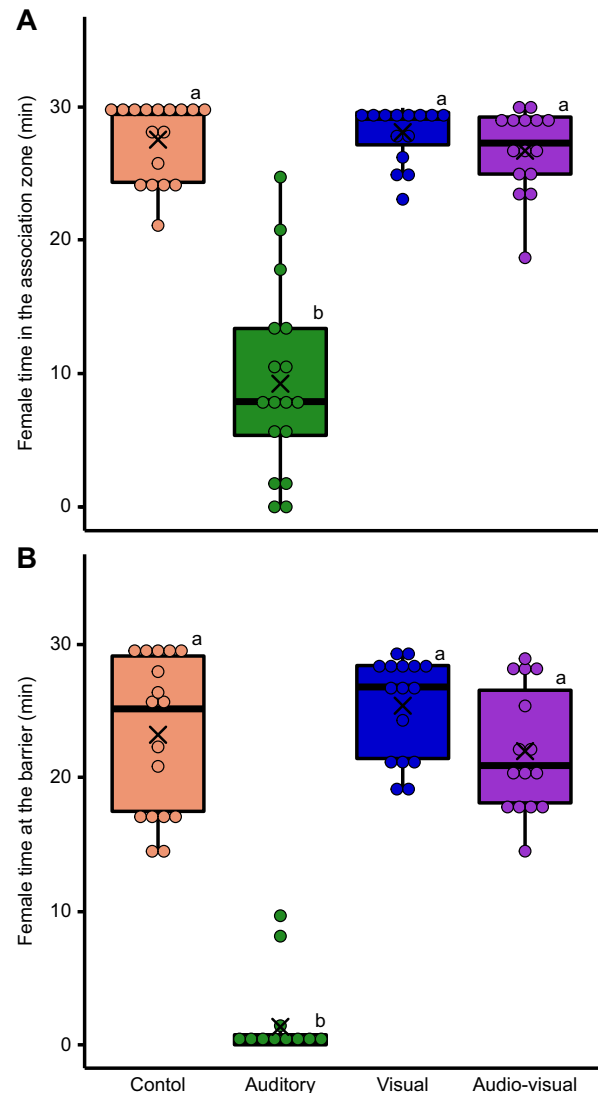 A
Female time in the association zone (min)
30
20
10
0
a
b
a
a
B
Female time at the barrier (min)
30
20
10
0
a
b
a
a
Contol
Auditory
Visual
Audio-visual